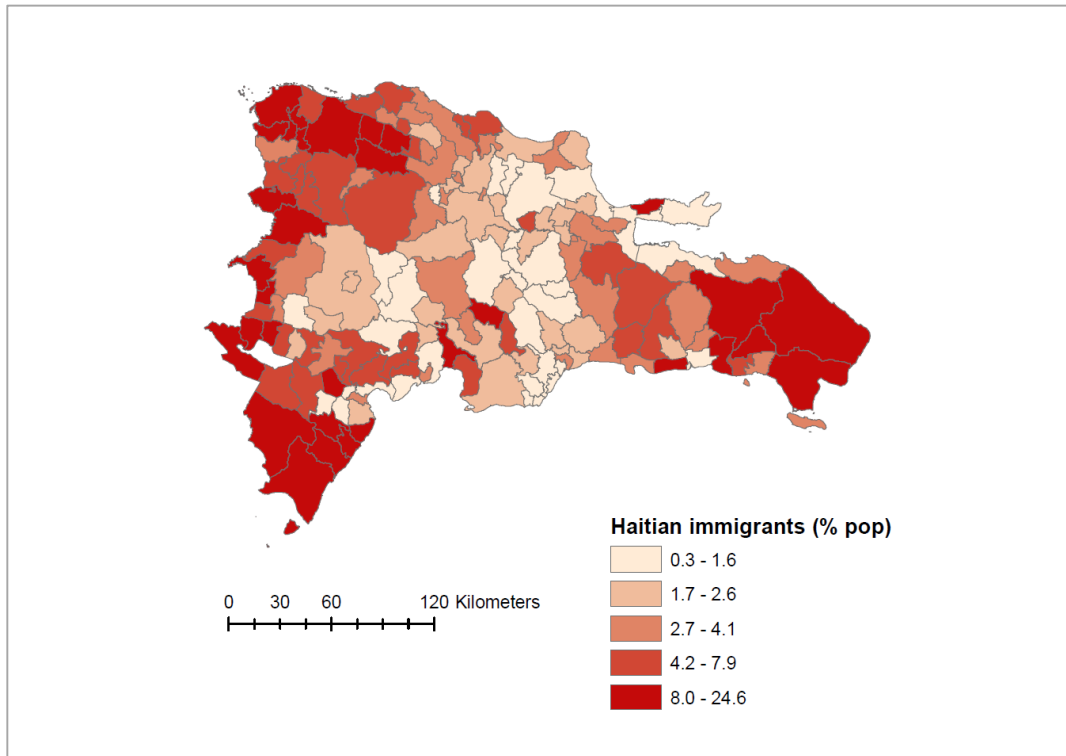 Haitian immigrants (% pop)
0.3 - 1.6
1.7 - 2.6
2.7 - 4.1
4.2 - 7.9
8.0 - 24.6
0 30 60 120 Kilometers